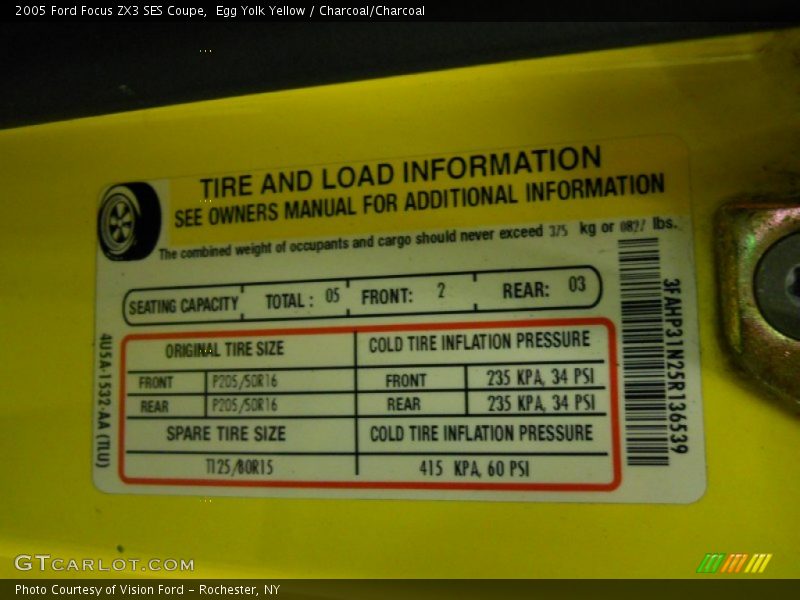 2005 Ford Focus ZX3 SES Coupe, Egg Yolk Yellow / Charcoal/Charcoal
TIRE AND LOAD INFORMATION
SEE OWNERS MANUAL FOR ADDITIONAL INFORMATION
The combined weight of occupants and cargo should never exceed 375 kg or 0827 lbs.
SEATING CAPACITY TOTAL : 05 FRONT: 2 REAR: 03
ORIGINAL TIRE SIZE COLD TIRE INFLATION PRESSURE
FRONT P205/50R16 FRONT 235 KPA, 34 PSI
REAR P205/50R16 REAR 235 KPA, 34 PSI
SPARE TIRE SIZE COLD TIRE INFLATION PRESSURE
T125/80R15 415 KPA, 60 PSI
4U5A-1532-AA (TLU)
3FAHP31N25R136539
GTCARLOT.COM
Photo Courtesy of Vision Ford - Rochester, NY